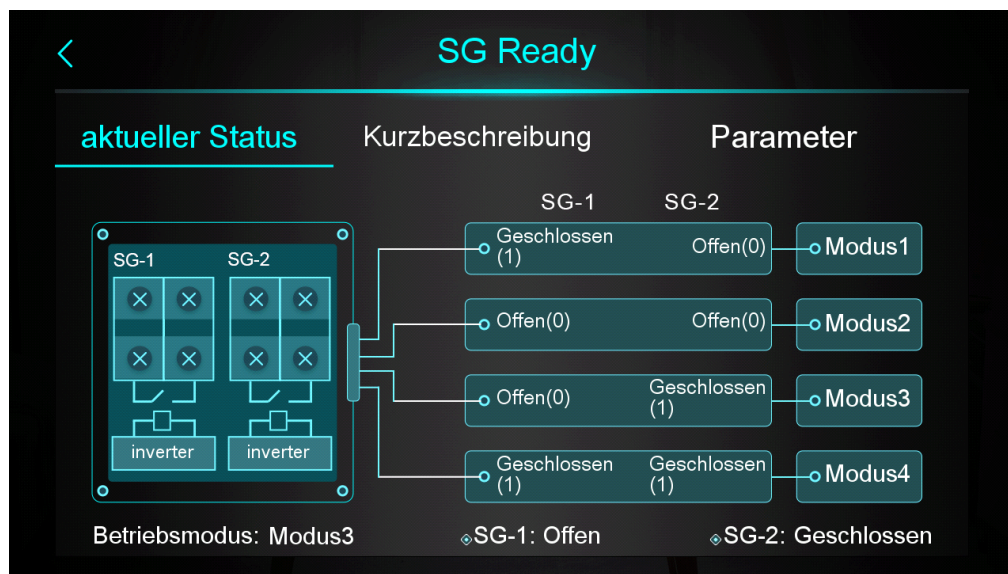 SG Ready
aktueller Status Kurzbeschreibung Parameter
SG-1 SG-2
SG-1 SG-2
inverter inverter
Geschlossen
(1) Offen(0) Modus1
Offen(0) Offen(0) Modus2
Offen(0) Geschlossen
(1) Modus3
Geschlossen Geschlossen
(1) (1) Modus4
Betriebsmodus: Modus3 SG-1: Offen SG-2: Geschlossen